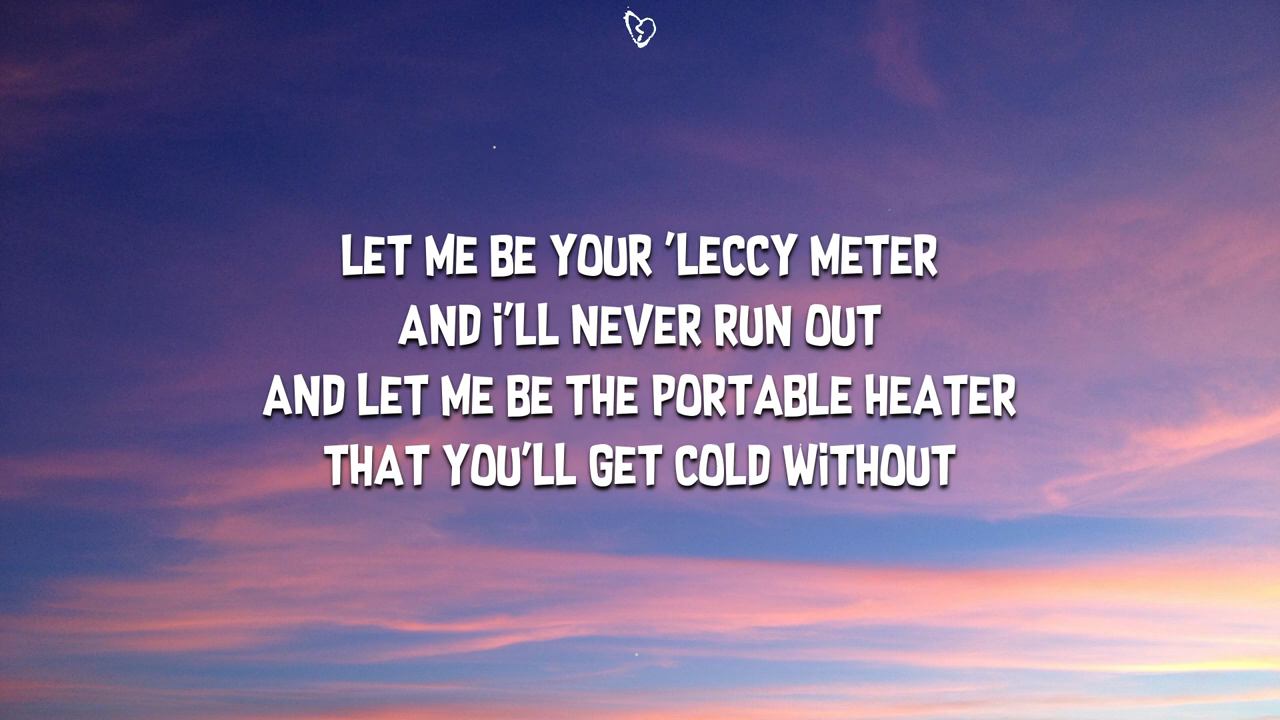 LET ME BE YOUR 'LECCY METER
AND i'LL NEVER RUN OUT
AND LET ME BE THE PORTABLE HEATER
THAT YOU'LL GET COLD WiTHOUT